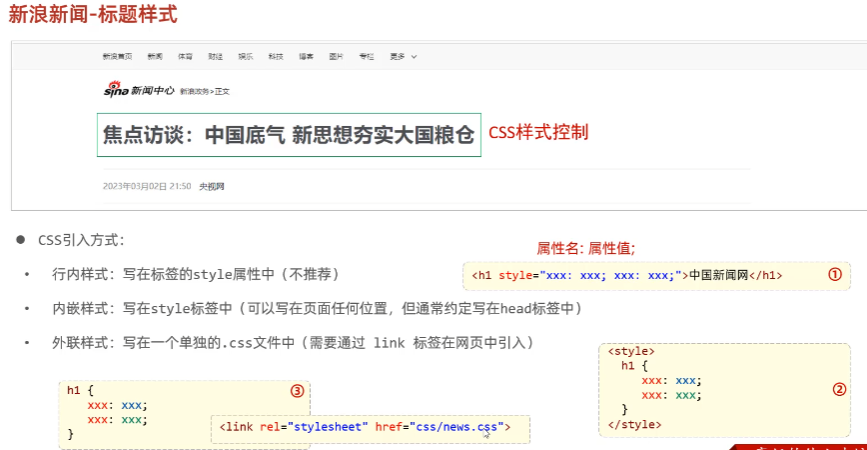 新浪新闻-标题样式
新浪首页 新闻 体育 财经 娱乐 科技 博客 图片 专栏 更多
sina 新闻中心 新浪政务>正文
焦点访谈：中国底气 新思想夯实大国粮仓
CSS样式控制
2023年03月02日 21:50 央视网
CSS引入方式：
属性名: 属性值;
行内样式：写在标签的style属性中（不推荐）
<h1 style="xxx: xxx; xxx: xxx;">中国新闻网</h1> ①
内嵌样式：写在style标签中（可以写在页面任何位置，但通常约定写在head标签中）
外联样式：写在一个单独的.css文件中（需要通过 link 标签在网页中引入）
<style>
h1 {
xxx: xxx;
xxx: xxx;
}
</style>
②
h1 {
xxx: xxx;
xxx: xxx;
}
③
<link rel="stylesheet" href="css/news.css">